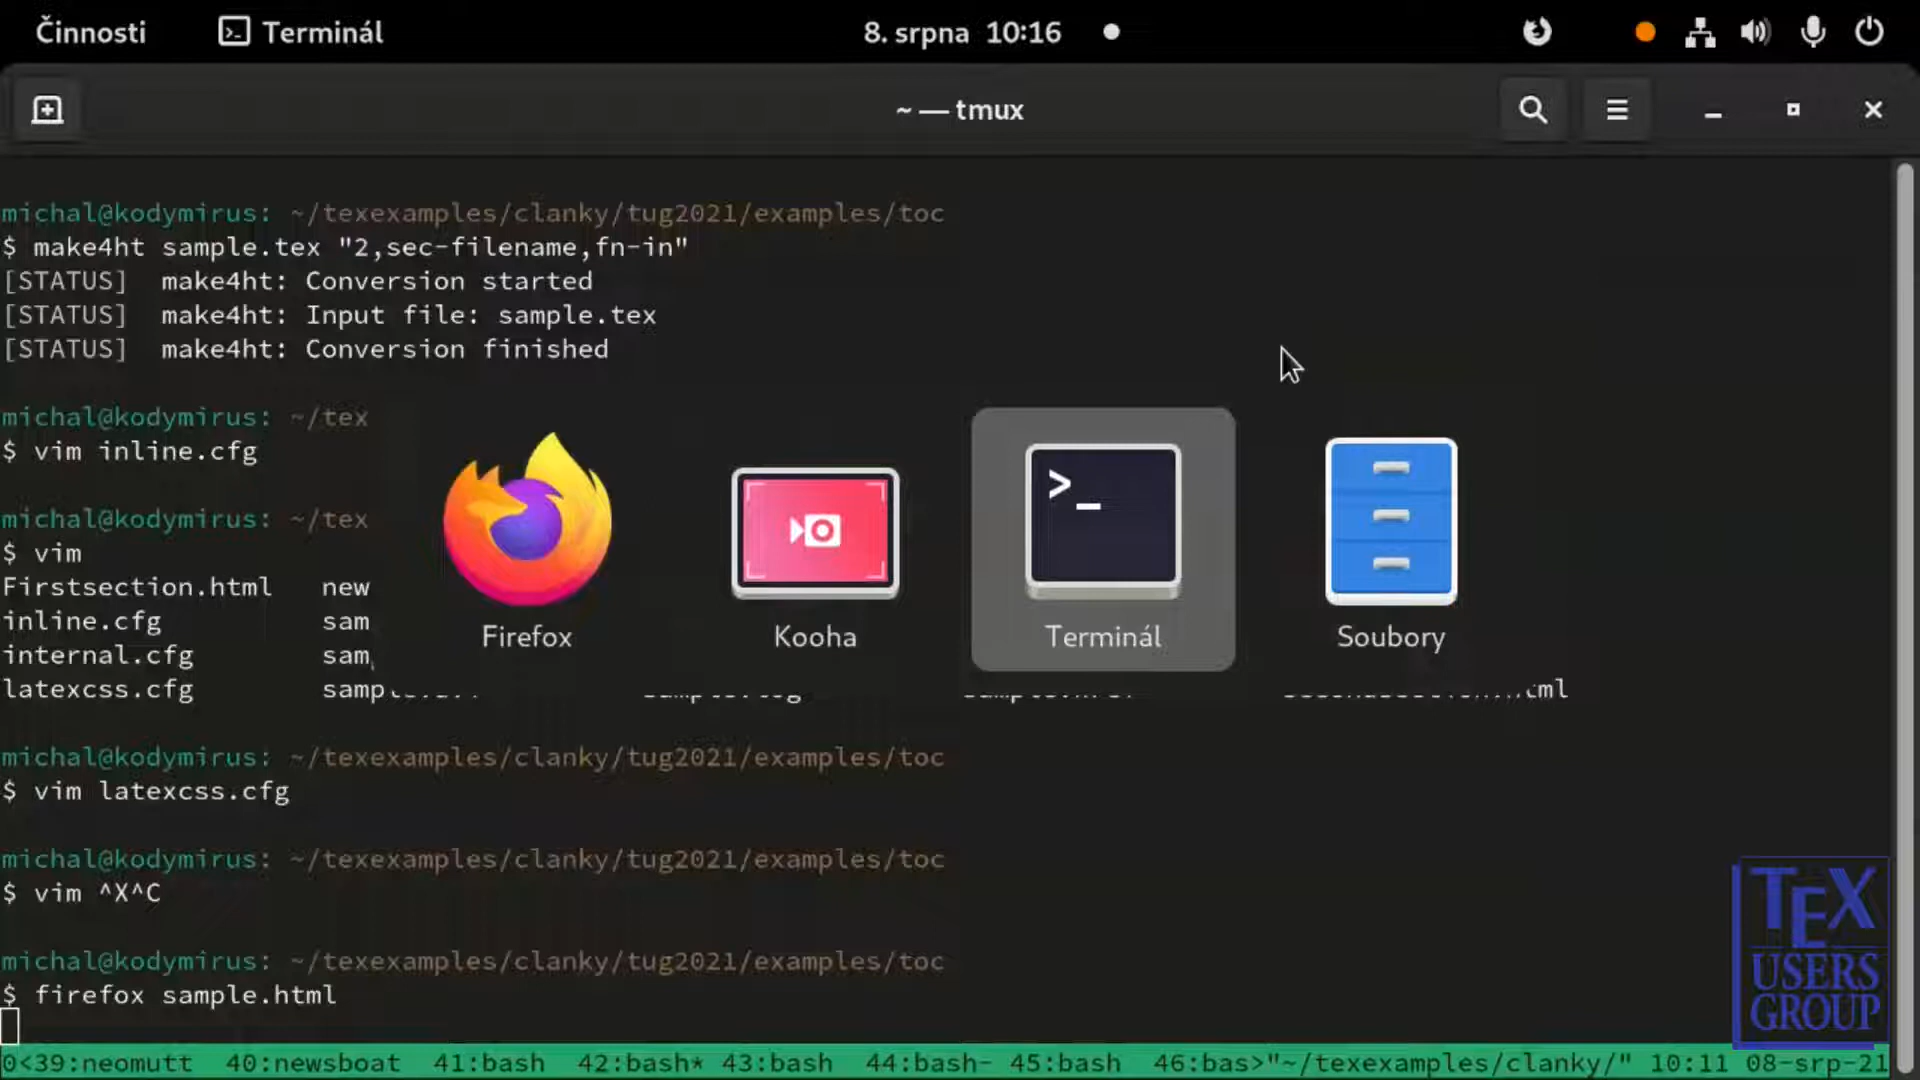 Činnosti Terminál 8. srpna 10:16
~ — tmux
michal@kodymirus: ~/texexamples/clanky/tug2021/examples/toc
$ make4ht sample.tex "2,sec-filename,fn-in"
[STATUS] make4ht: Conversion started
[STATUS] make4ht: Input file: sample.tex
[STATUS] make4ht: Conversion finished
michal@kodymirus: ~/tex
$ vim inline.cfg
michal@kodymirus: ~/tex
$ vim
Firstsection.html new
inline.cfg sam
internal.cfg sam
latexcss.cfg
Firefox Kooha Terminál Soubory
michal@kodymirus: ~/texexamples/clanky/tug2021/examples/toc
$ vim latexcss.cfg
michal@kodymirus: ~/texexamples/clanky/tug2021/examples/toc
$ vim ^X^C
michal@kodymirus: ~/texexamples/clanky/tug2021/examples/toc
$ firefox sample.html
0<39:neomutt 40:newsboat 41:bash 42:bash* 43:bash 44:bash- 45:bash 46:bas>"~/texexamples/clanky/" 10:11 08-srp-21
TEX
USERS
GROUP